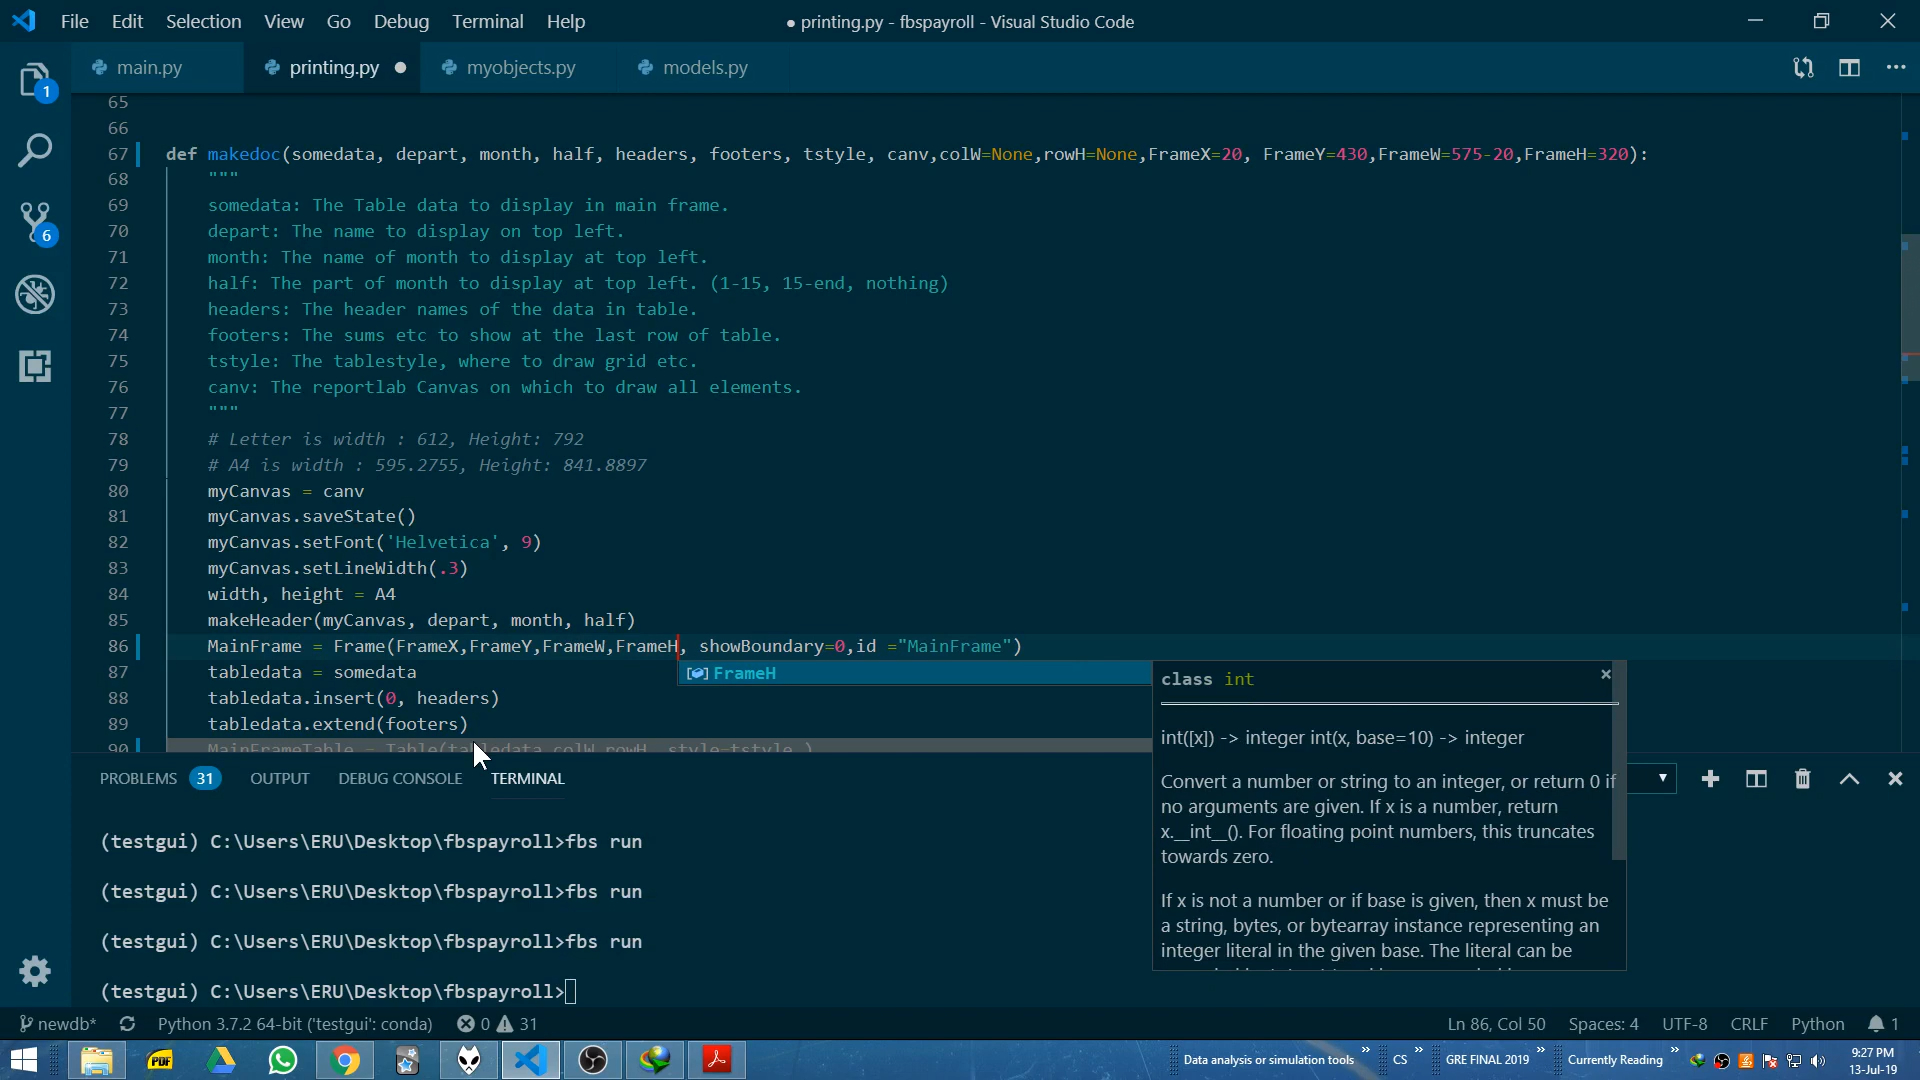 File Edit Selection View Go Debug Terminal Help
● printing.py - fbspayroll - Visual Studio Code
main.py printing.py ● myobjects.py models.py
1
6
65
66
67 def makedoc(somedata, depart, month, half, headers, footers, tstyle, canv,colW=None,rowH=None,FrameX=20, FrameY=430,FrameW=575-20,FrameH=320):
68 """
69 somedata: The Table data to display in main frame.
70 depart: The name to display on top left.
71 month: The name of month to display at top left.
72 half: The part of month to display at top left. (1-15, 15-end, nothing)
73 headers: The header names of the data in table.
74 footers: The sums etc to show at the last row of table.
75 tstyle: The tablestyle, where to draw grid etc.
76 canv: The reportlab Canvas on which to draw all elements.
77 """
78 # Letter is width : 612, Height: 792
79 # A4 is width : 595.2755, Height: 841.8897
80 myCanvas = canv
81 myCanvas.saveState()
82 myCanvas.setFont('Helvetica', 9)
83 myCanvas.setLineWidth(.3)
84 width, height = A4
85 makeHeader(myCanvas, depart, month, half)
86 MainFrame = Frame(FrameX,FrameY,FrameW,FrameH, showBoundary=0,id ="MainFrame")
87 tabledata = somedata
88 tabledata.insert(0, headers)
89 tabledata.extend(footers)
90 MainFrameTable = Table(tabledata,colW,rowH, style=tstyle,)
FrameH
class int
int([x]) -> integer int(x, base=10) -> integer
Convert a number or string to an integer, or return 0 if
no arguments are given. If x is a number, return
x.__int__(). For floating point numbers, this truncates
towards zero.
If x is not a number or if base is given, then x must be
a string, bytes, or bytearray instance representing an
integer literal in the given base. The literal can be
PROBLEMS 31 OUTPUT DEBUG CONSOLE TERMINAL
(testgui) C:\Users\ERU\Desktop\fbspayroll>fbs run
(testgui) C:\Users\ERU\Desktop\fbspayroll>fbs run
(testgui) C:\Users\ERU\Desktop\fbspayroll>fbs run
(testgui) C:\Users\ERU\Desktop\fbspayroll>
newdb* Python 3.7.2 64-bit ('testgui': conda) 0 31 Ln 86, Col 50 Spaces: 4 UTF-8 CRLF Python 1
PDF
Data analysis or simulation tools » CS » GRE FINAL 2019 » Currently Reading »
9:27 PM
13-Jul-19